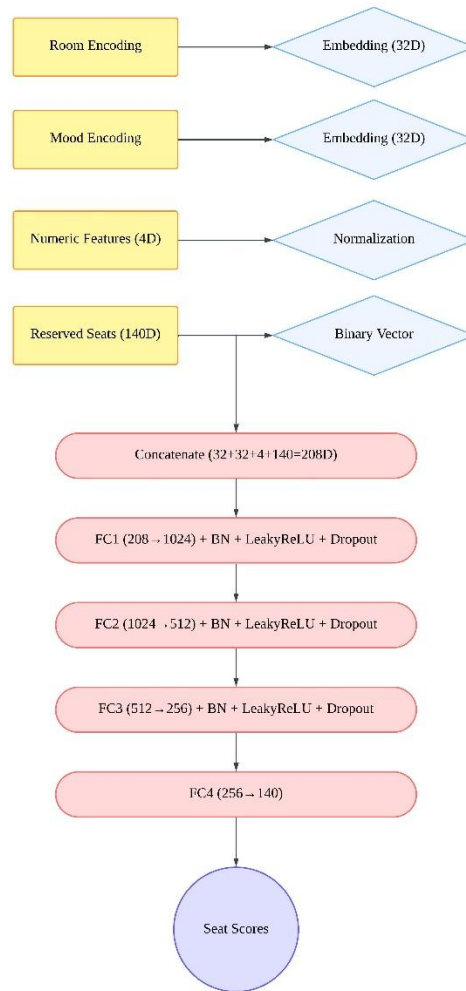 Room Encoding
Embedding (32D)
Mood Encoding
Embedding (32D)
Numeric Features (4D)
Normalization
Reserved Seats (140D)
Binary Vector
Concatenate (32+32+4+140=208D)
FC1 (208→1024) + BN + LeakyReLU + Dropout
FC2 (1024→512) + BN + LeakyReLU + Dropout
FC3 (512→256) + BN + LeakyReLU + Dropout
FC4 (256→140)
Seat Scores